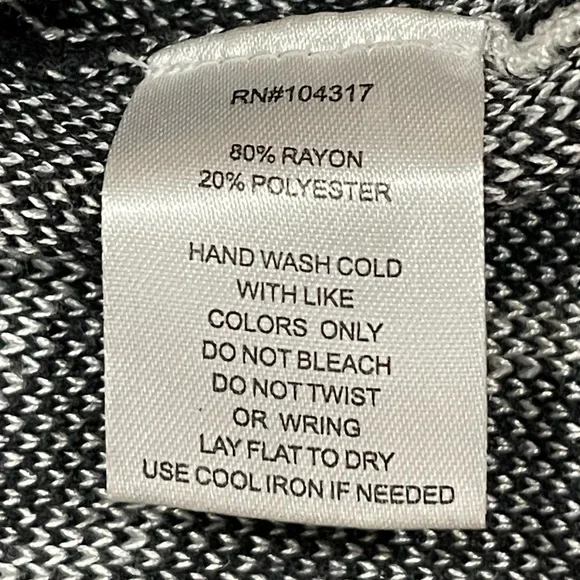 RN#104317
80% RAYON
20% POLYESTER
HAND WASH COLD
WITH LIKE
COLORS ONLY
DO NOT BLEACH
DO NOT TWIST
OR WRING
LAY FLAT TO DRY
USE COOL IRON IF NEEDED